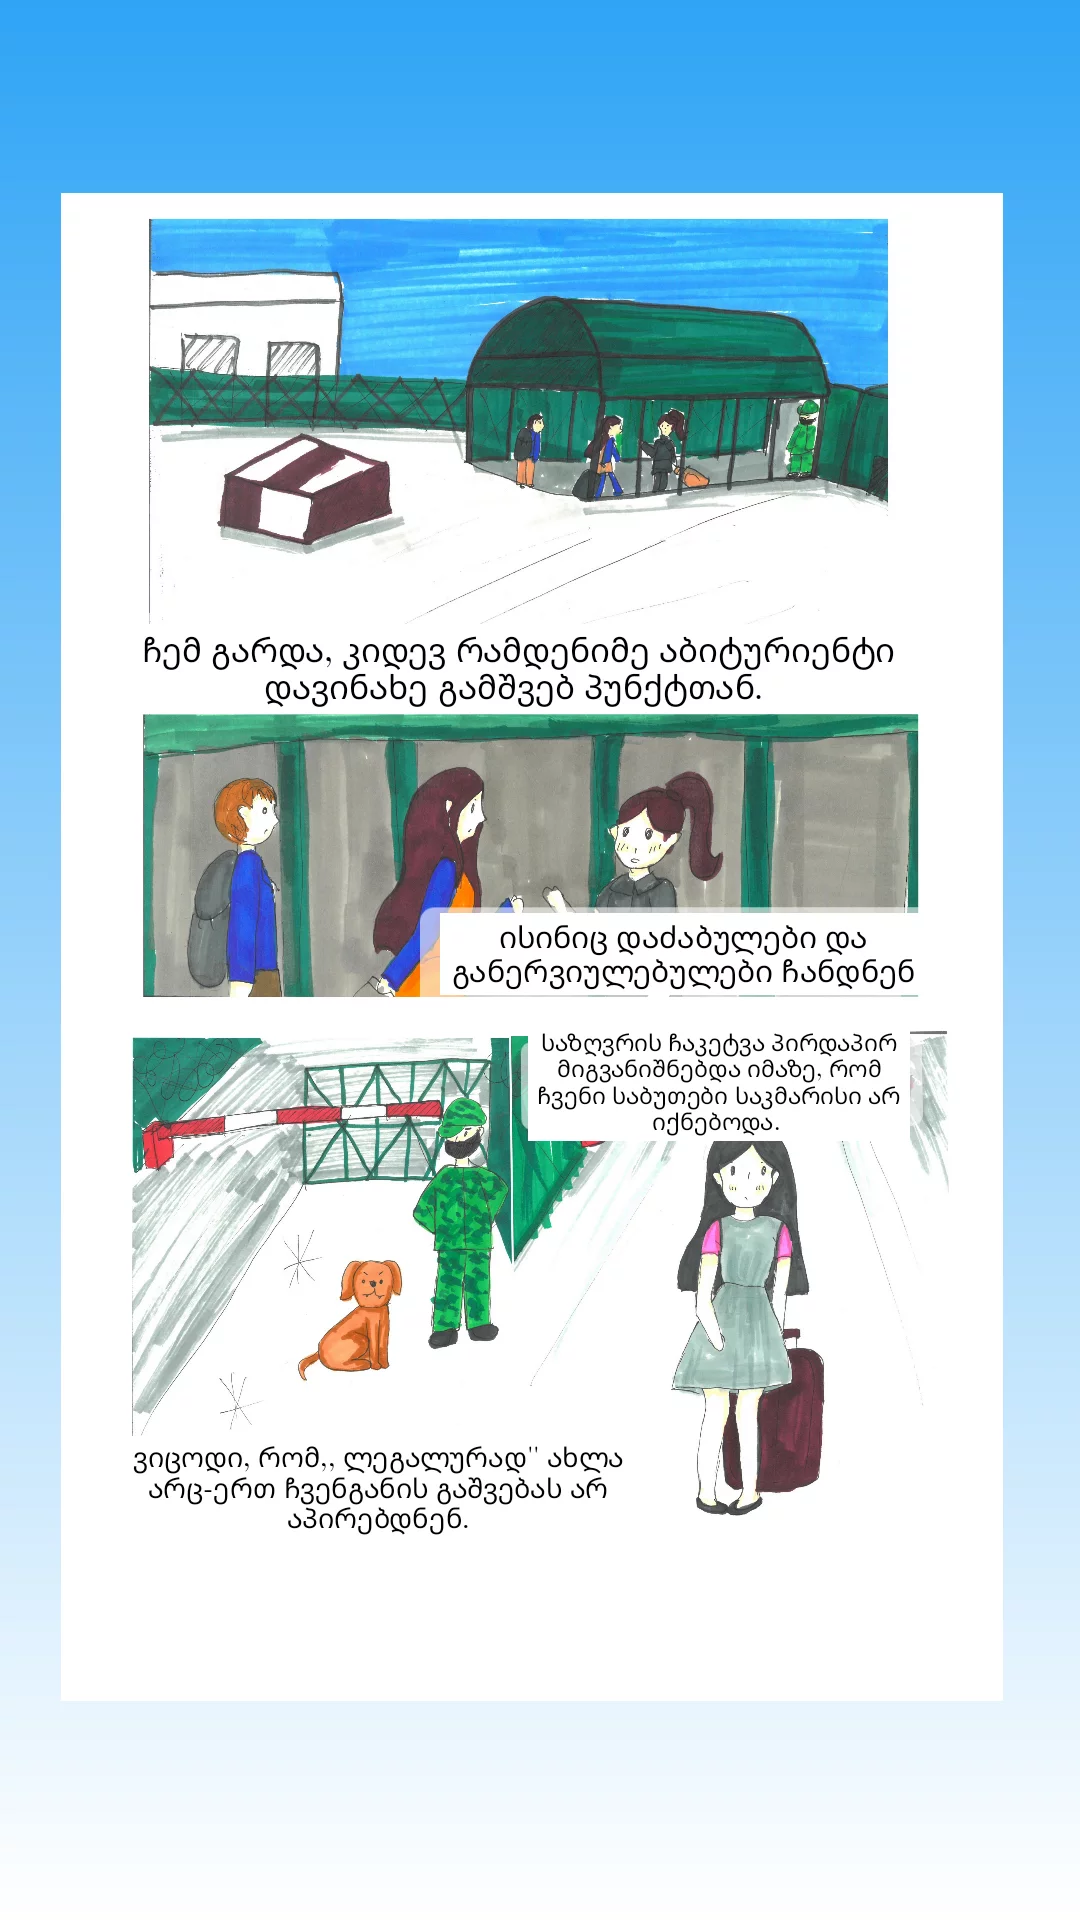 ჩემ გარდა, კიდევ რამდენიმე აბიტურიენტი
დავინახე გამშვებ პუნქტთან.
ისინიც დაძაბულები და
განერვიულებულები ჩანდნენ
საზღვრის ჩაკეტვა პირდაპირ
მიგვანიშნებდა იმაზე, რომ
ჩვენი საბუთები საკმარისი არ
იქნებოდა.
ვიცოდი, რომ,, ლეგალურად'' ახლა
არც-ერთ ჩვენგანის გაშვებას არ
აპირებდნენ.